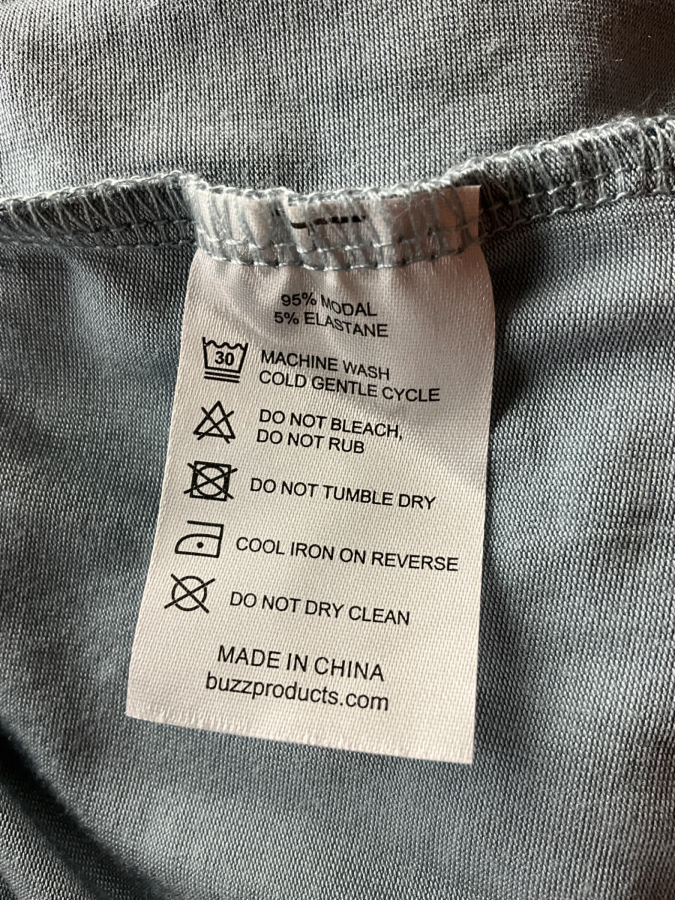 95% MODAL
5% ELASTANE
30
MACHINE WASH
COLD GENTLE CYCLE
DO NOT BLEACH,
DO NOT RUB
DO NOT TUMBLE DRY
COOL IRON ON REVERSE
DO NOT DRY CLEAN
MADE IN CHINA
buzzproducts.com